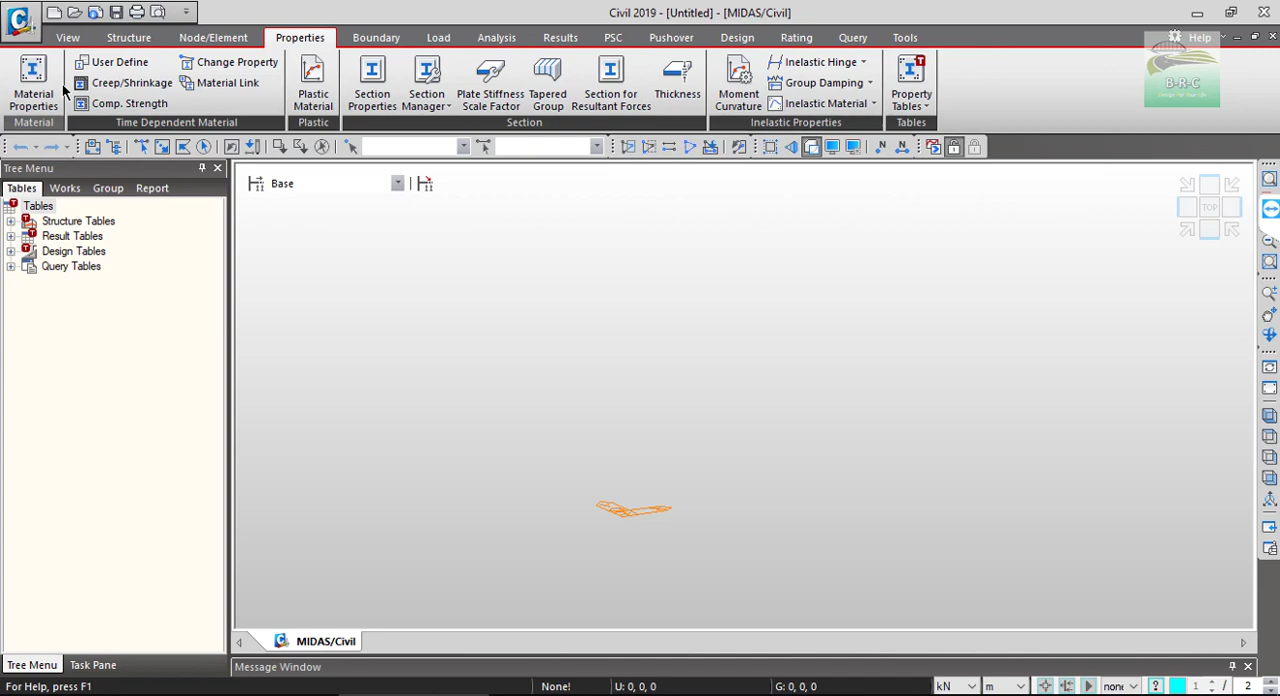 Civil 2019 - [Untitled] - [MIDAS/Civil]
View Structure Node/Element Properties Boundary Load Analysis Results PSC Pushover Design Rating Query Tools Help
Material Properties
User Define
Creep/Shrinkage
Comp. Strength
Change Property
Material Link
Plastic Material
Section Properties
Section Manager
Plate Stiffness Scale Factor
Tapered Group
Section for Resultant Forces
Thickness
Moment Curvature
Inelastic Hinge
Group Damping
Inelastic Material
Property Tables
B-R-C
Material Time Dependent Material Plastic Section Inelastic Properties Tables
Tree Menu
Tables Works Group Report
Base
TOP
Tables
Structure Tables
Result Tables
Design Tables
Query Tables
MIDAS/Civil
Tree Menu Task Pane
Message Window
For Help, press F1 None! U: 0, 0, 0 G: 0, 0, 0 kN m none 1 / 2